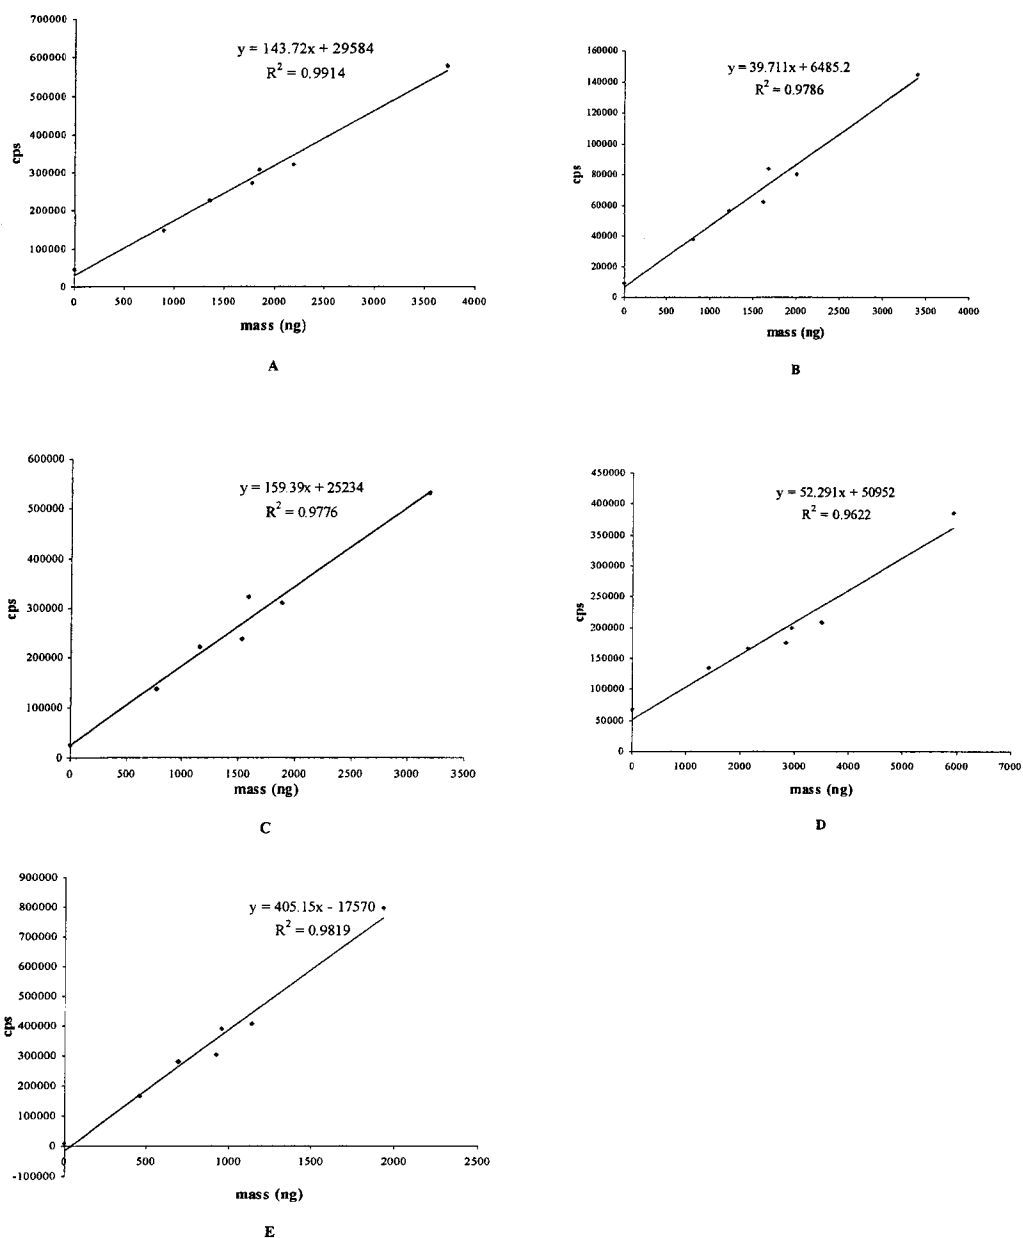 700000
600000
500000
400000
300000
200000
100000
0
cps
y = 143.72x + 29584
R² = 0.9914
0 500 1000 1500 2000 2500 3000 3500 4000
mass (ng)
A
160000
140000
120000
100000
80000
60000
40000
20000
0
cps
y = 39.711x + 6485.2
R² = 0.9786
0 500 1000 1500 2000 2500 3000 3500 4000
mass (ng)
B
600000
500000
400000
300000
200000
100000
0
cps
y = 159.39x + 25234
R² = 0.9776
0 500 1000 1500 2000 2500 3000 3500
mass (ng)
C
450000
400000
350000
300000
250000
200000
150000
100000
50000
0
cps
y = 52.291x + 50952
R² = 0.9622
0 1000 2000 3000 4000 5000 6000 7000
mass (ng)
D
900000
800000
700000
600000
500000
400000
300000
200000
100000
0
-100000
cps
y = 405.15x - 17570
R² = 0.9819
0 500 1000 1500 2000 2500
mass (ng)
E